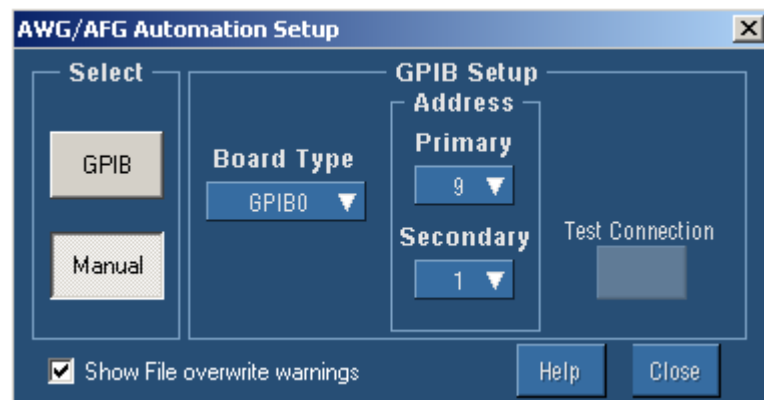 AWG/AFG Automation Setup
Select
GPIB
Manual
GPIB Setup
Board Type
GPIB0
Address
Primary
9
Secondary
1
Test Connection
Show File overwrite warnings
Help
Close